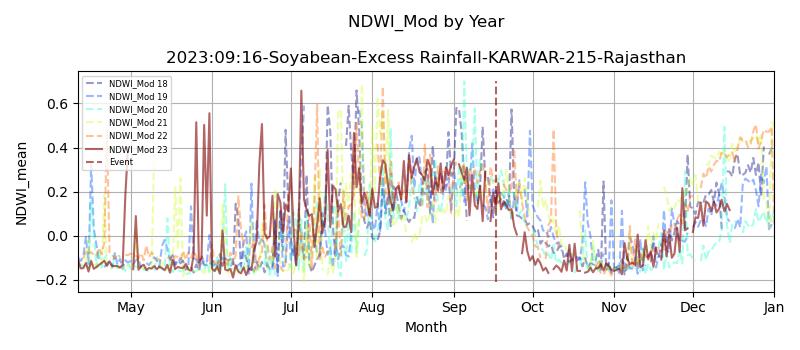 NDWI_Mod by Year
2023:09:16-Soyabean-Excess Rainfall-KARWAR-215-Rajasthan
NDWI_Mod 18
NDWI_Mod 19
NDWI_Mod 20
NDWI_Mod 21
NDWI_Mod 22
NDWI_Mod 23
Event
NDWI_mean
0.6
0.4
0.2
0.0
−0.2
May Jun Jul Aug Sep Oct Nov Dec Jan
Month